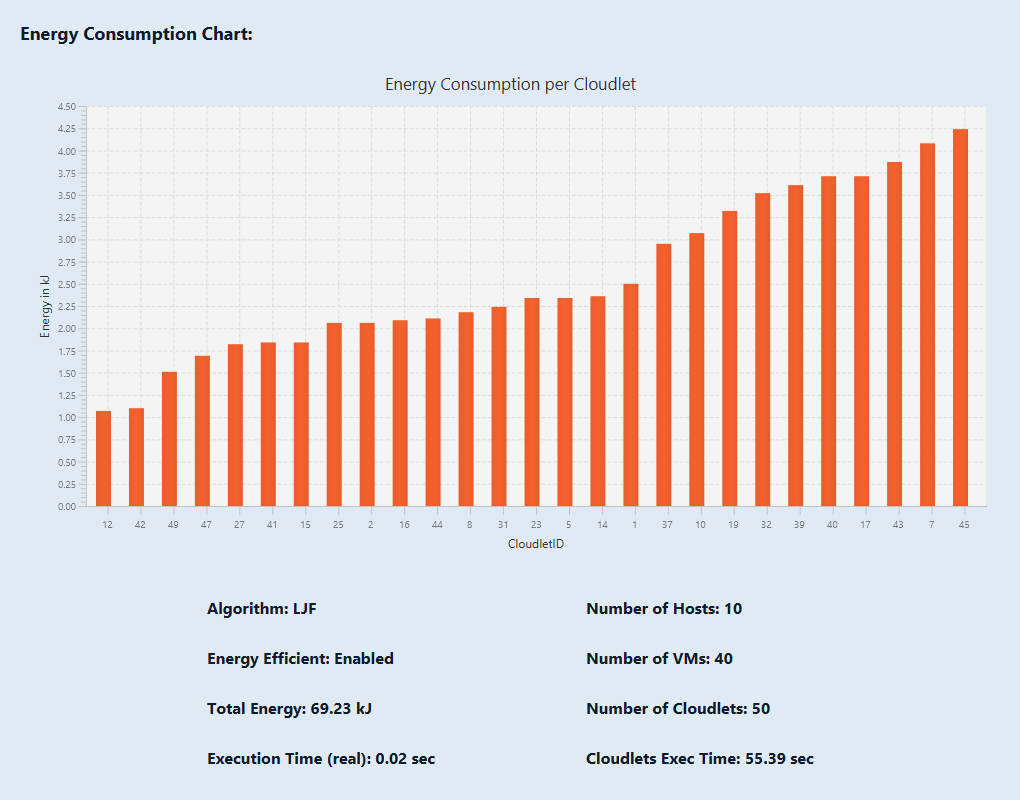 Energy Consumption Chart:
Energy Consumption per Cloudlet
4.50
4.25
4.00
3.75
3.50
3.25
3.00
2.75
2.50
2.25
2.00
1.75
1.50
1.25
1.00
0.75
0.50
0.25
0.00
Energy in kJ
12 42 49 47 27 41 15 25 2 16 44 8 31 23 5 14 1 37 10 19 32 39 40 17 43 7 45
CloudletID
Algorithm: LJF
Number of Hosts: 10
Energy Efficient: Enabled
Number of VMs: 40
Total Energy: 69.23 kJ
Number of Cloudlets: 50
Execution Time (real): 0.02 sec
Cloudlets Exec Time: 55.39 sec